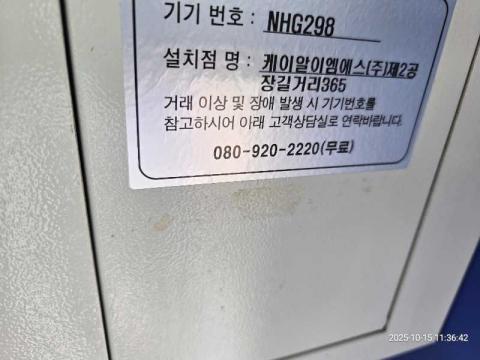 기기 번호 : NHG298
설치점 명 : 케이알이엠에스(주)제2공
장길거리365
거래 이상 및 장애 발생 시 기기번호를
참고하시어 아래 고객상담실로 연락바랍니다.
080-920-2220(무료)
2025-10-15 11:36:42